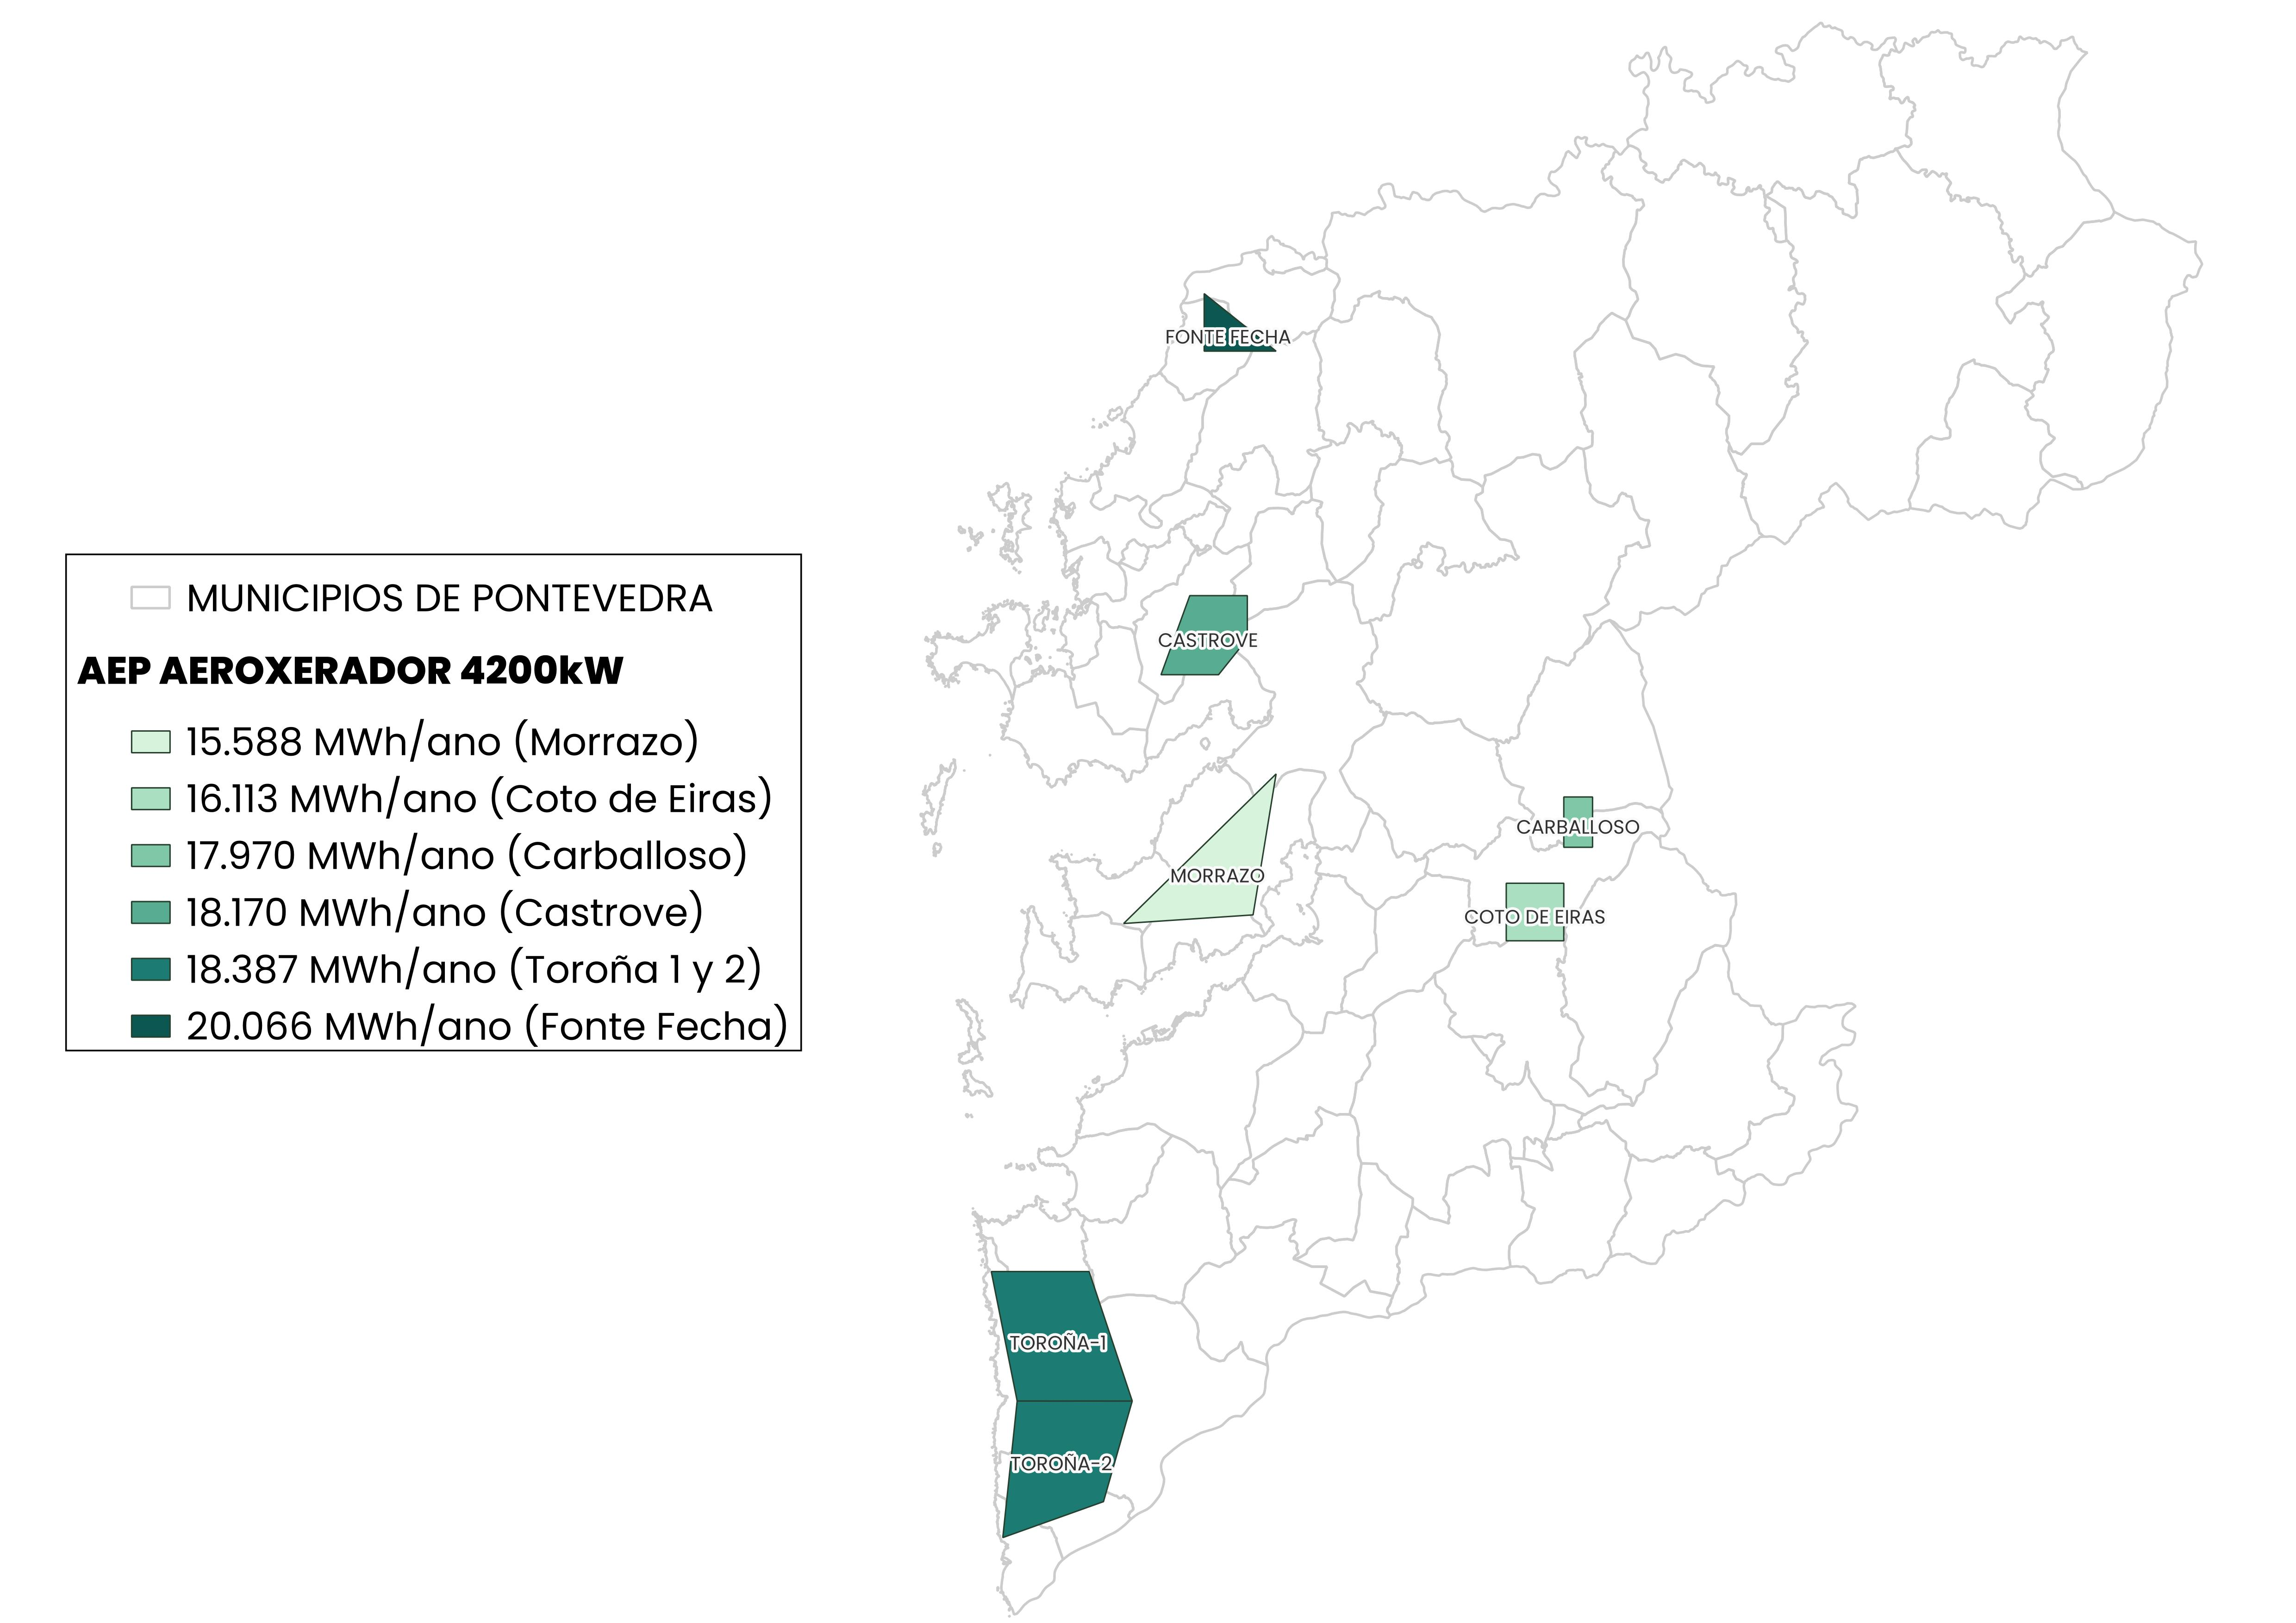 MUNICIPIOS DE PONTEVEDRA
AEP AEROXERADOR 4200kW
15.588 MWh/ano (Morrazo)
16.113 MWh/ano (Coto de Eiras)
17.970 MWh/ano (Carballoso)
18.170 MWh/ano (Castrove)
18.387 MWh/ano (Toroña 1 y 2)
20.066 MWh/ano (Fonte Fecha)
FONTE FECHA
CASTROVE
CARBALLOSO
MORRAZO
COTO DE EIRAS
TOROÑA-1
TOROÑA-2